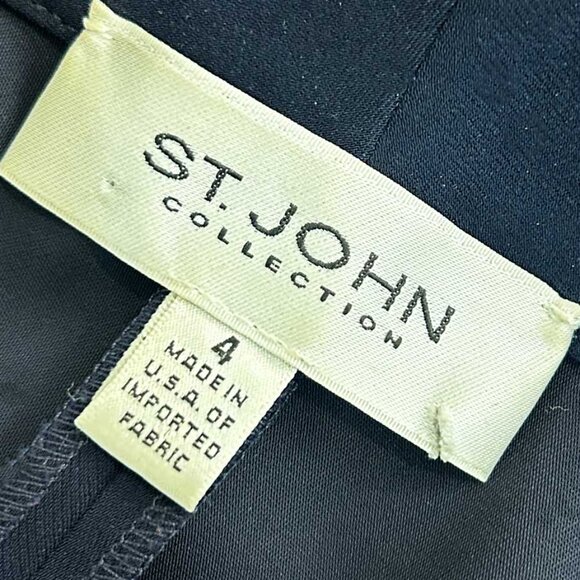 ST. JOHN
COLLECTION
4
MADE IN
U.S.A. OF
IMPORTED
FABRIC